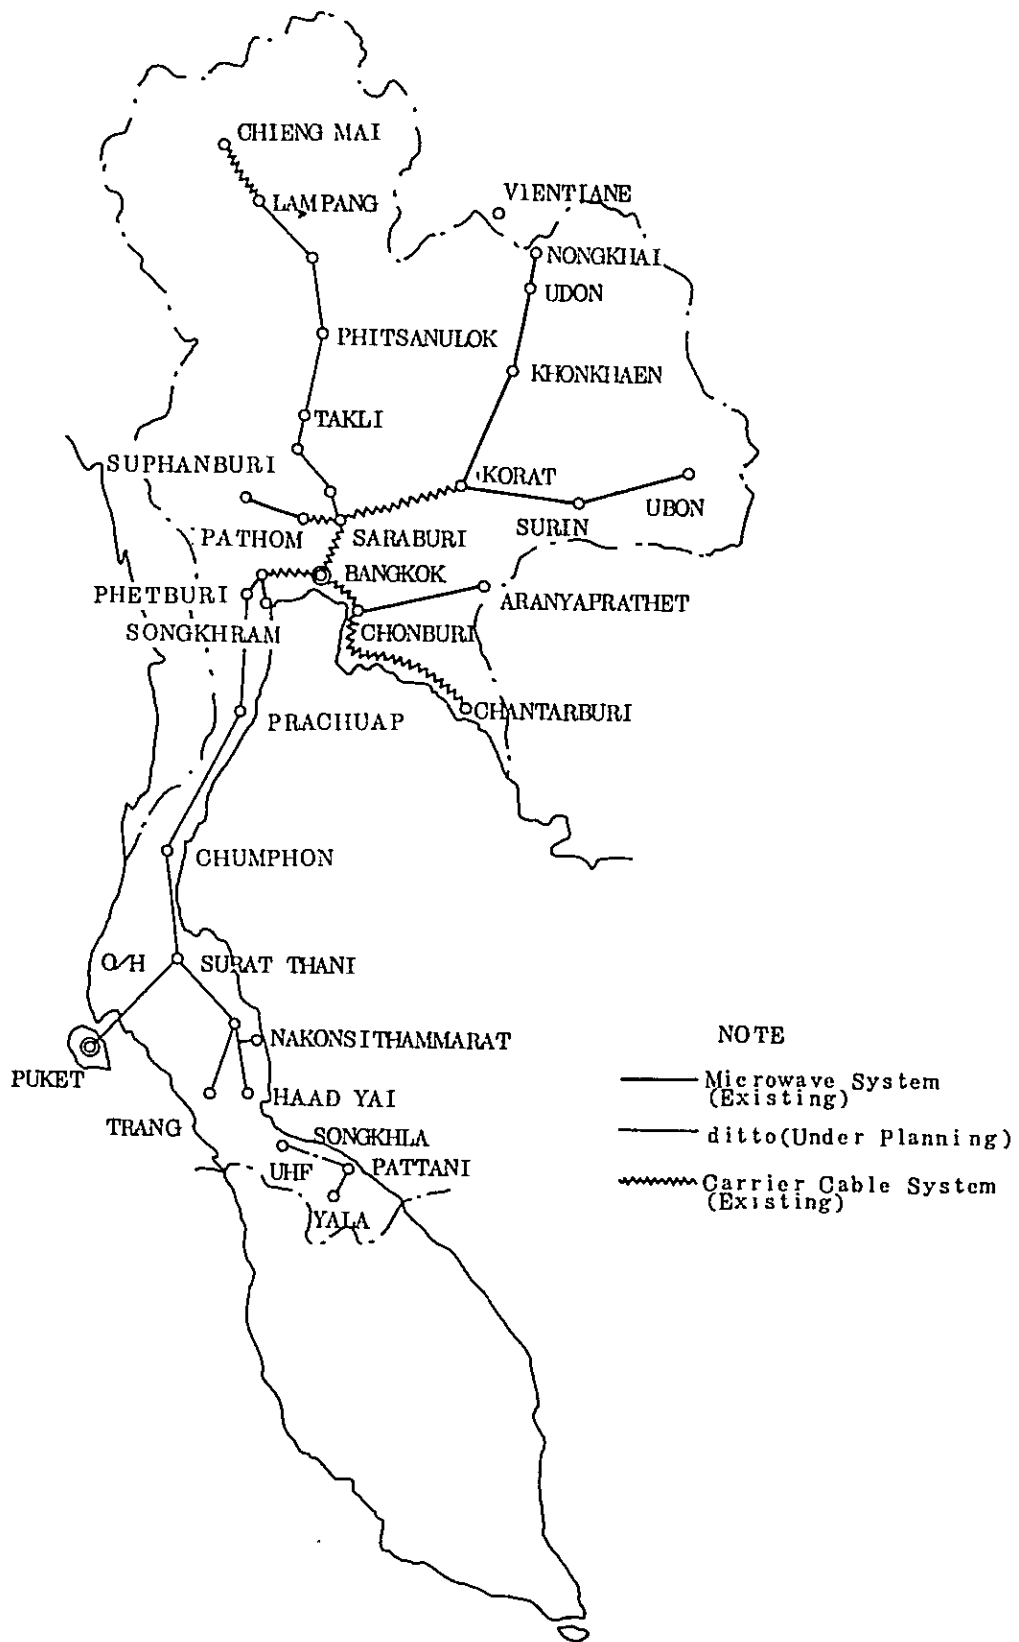 CHIENG MAI
LAMPANG
VIENTIANE
NONGKHAI
UDON
PHITSANULOK
KHONKHAEN
TAKLI
SUPHANBURI
KORAT
UBON
SURIN
PATHOM
SARABURI
BANGKOK
PHETBURI
ARANYAPRATHET
SONGKHRAM
CHONBURI
CHANTARBURI
PRACHUAP
CHUMPHON
O/H
SURAT THANI
NAKONSITHAMMARAT
PUKET
HAAD YAI
TRANG
SONGKHLA
UHF
PATTANI
YALA
NOTE
Microwave System
(Existing)
ditto(Under Planning)
Carrier Cable System
(Existing)